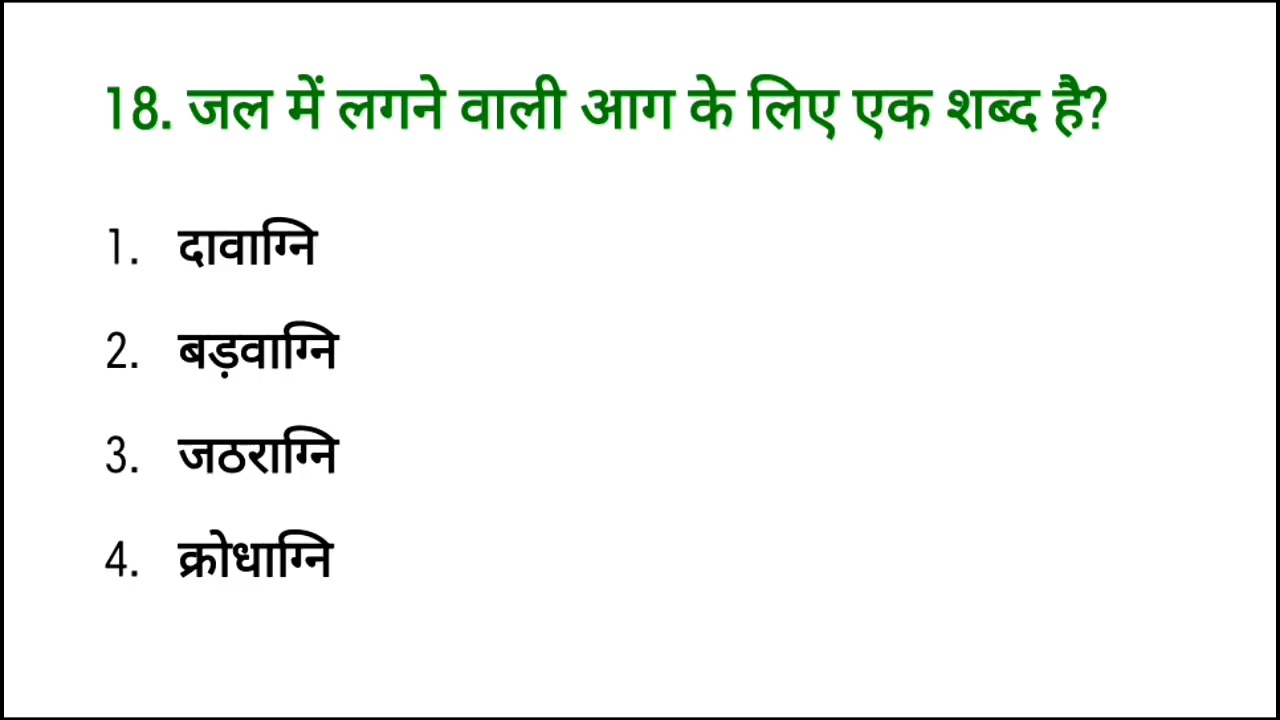 18. जल में लगने वाली आग के लिए एक शब्द है?
1. दावाग्नि
2. बड़वाग्नि
3. जठराग्नि
4. क्रोधाग्नि